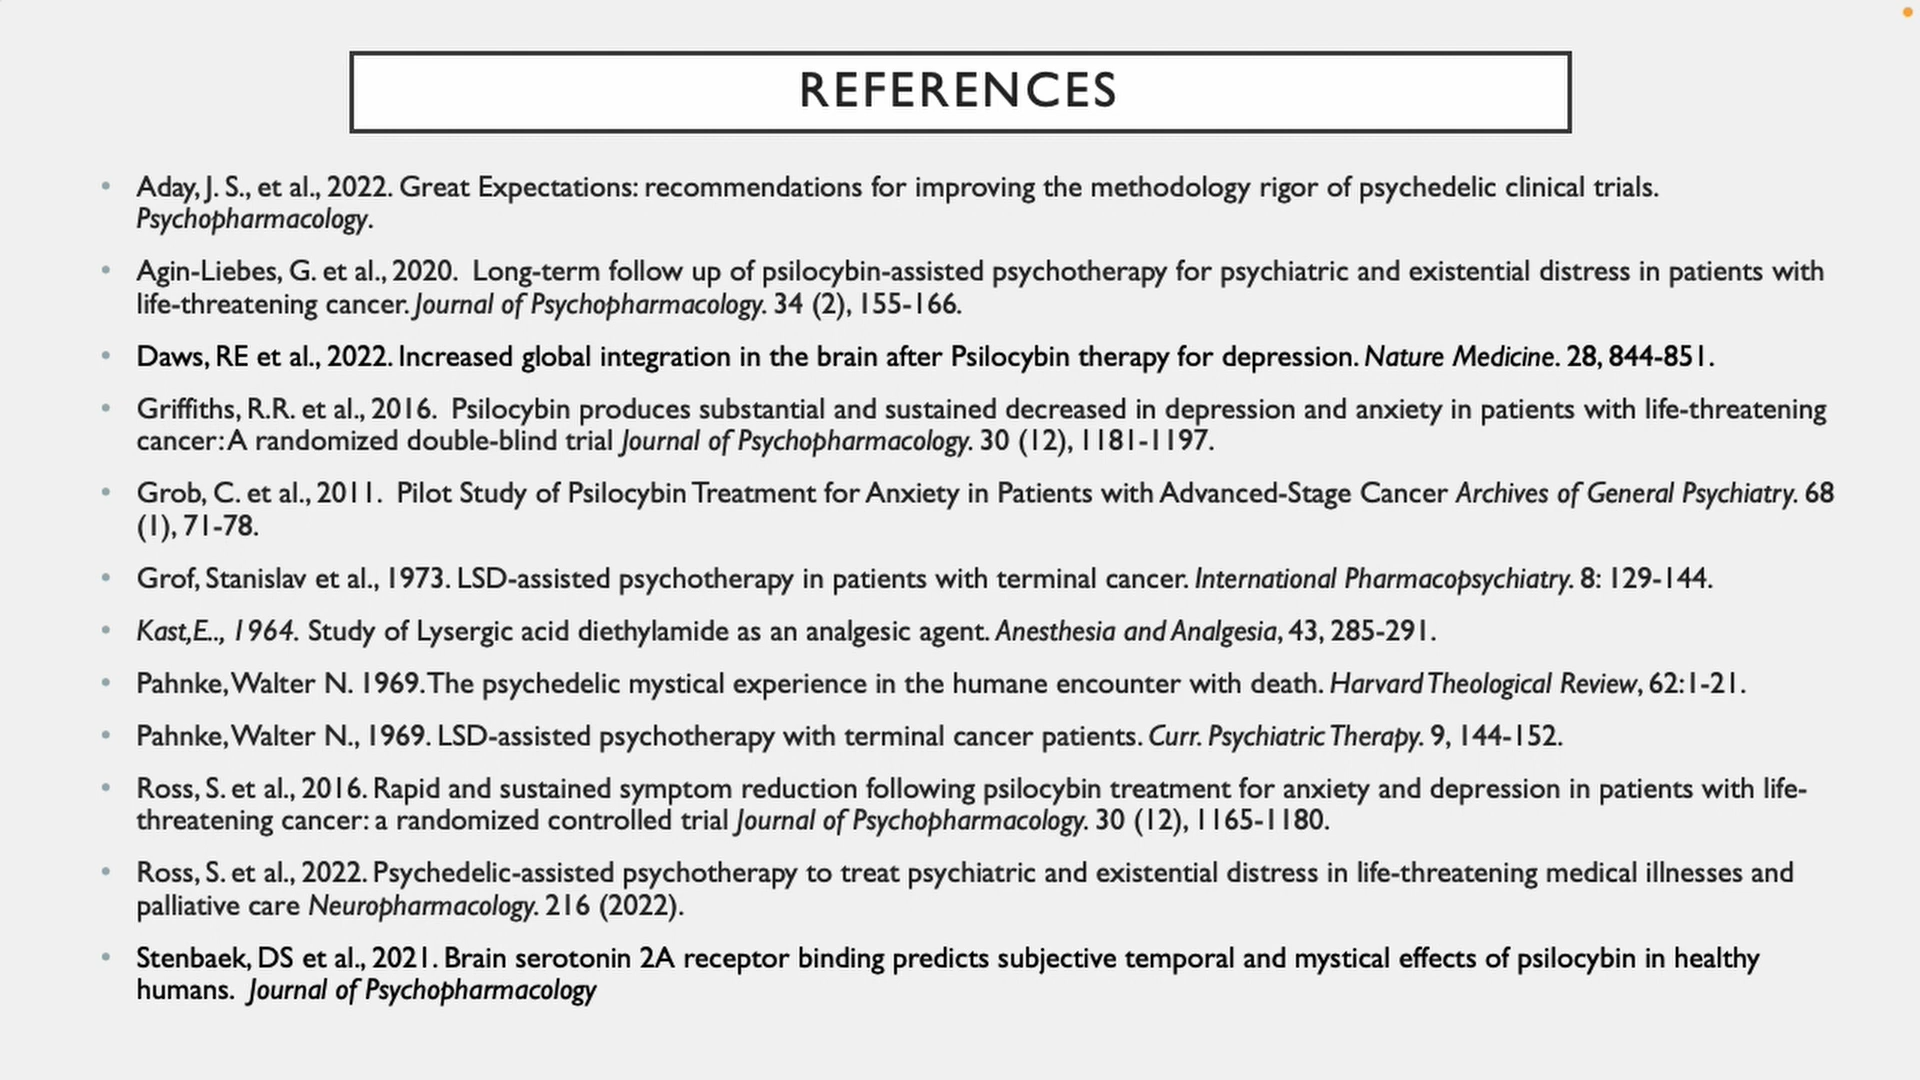 REFERENCES
• Aday, J. S., et al., 2022. Great Expectations: recommendations for improving the methodology rigor of psychedelic clinical trials.
Psychopharmacology.
• Agin-Liebes, G. et al., 2020. Long-term follow up of psilocybin-assisted psychotherapy for psychiatric and existential distress in patients with
life-threatening cancer. Journal of Psychopharmacology. 34 (2), 155-166.
• Daws, RE et al., 2022. Increased global integration in the brain after Psilocybin therapy for depression. Nature Medicine. 28, 844-851.
• Griffiths, R.R. et al., 2016. Psilocybin produces substantial and sustained decreased in depression and anxiety in patients with life-threatening
cancer: A randomized double-blind trial Journal of Psychopharmacology. 30 (12), 1181-1197.
• Grob, C. et al., 2011. Pilot Study of Psilocybin Treatment for Anxiety in Patients with Advanced-Stage Cancer Archives of General Psychiatry. 68
(1), 71-78.
• Grof, Stanislav et al., 1973. LSD-assisted psychotherapy in patients with terminal cancer. International Pharmacopsychiatry. 8: 129-144.
• Kast,E.., 1964. Study of Lysergic acid diethylamide as an analgesic agent. Anesthesia and Analgesia, 43, 285-291.
• Pahnke, Walter N. 1969. The psychedelic mystical experience in the humane encounter with death. Harvard Theological Review, 62:1-21.
• Pahnke, Walter N., 1969. LSD-assisted psychotherapy with terminal cancer patients. Curr. Psychiatric Therapy. 9, 144-152.
• Ross, S. et al., 2016. Rapid and sustained symptom reduction following psilocybin treatment for anxiety and depression in patients with life-
threatening cancer: a randomized controlled trial Journal of Psychopharmacology. 30 (12), 1165-1180.
• Ross, S. et al., 2022. Psychedelic-assisted psychotherapy to treat psychiatric and existential distress in life-threatening medical illnesses and
palliative care Neuropharmacology. 216 (2022).
• Stenbaek, DS et al., 2021. Brain serotonin 2A receptor binding predicts subjective temporal and mystical effects of psilocybin in healthy
humans. Journal of Psychopharmacology